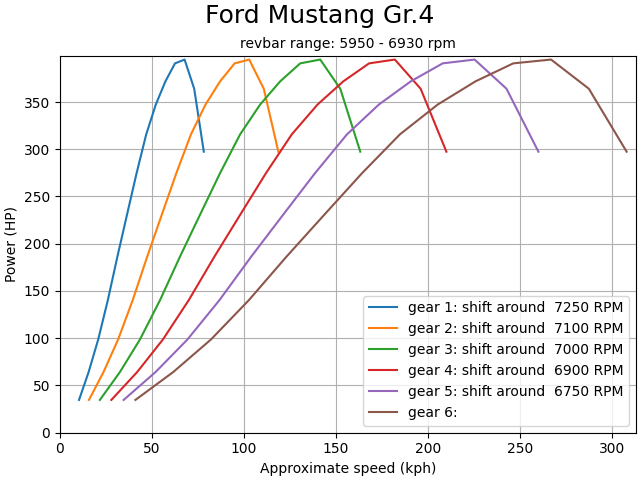 Ford Mustang Gr.4
revbar range: 5950 - 6930 rpm
Power (HP)
350
300
250
200
150
100
50
0
gear 1: shift around  7250 RPM
gear 2: shift around  7100 RPM
gear 3: shift around  7000 RPM
gear 4: shift around  6900 RPM
gear 5: shift around  6750 RPM
gear 6:
0 50 100 150 200 250 300
Approximate speed (kph)